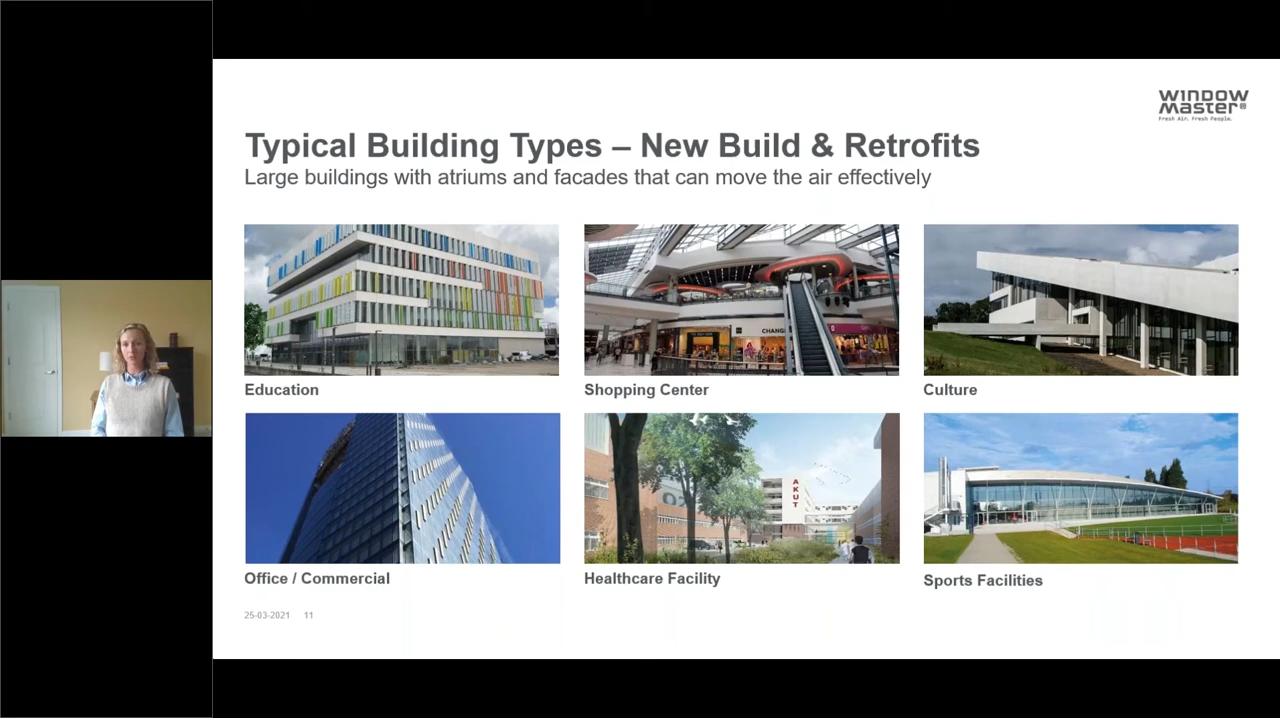 WINDOW
Master®
Fresh Air. Fresh People.
Typical Building Types – New Build & Retrofits
Large buildings with atriums and facades that can move the air effectively
CHANG
Education
Shopping Center
Culture
AKUT
Office / Commercial
Healthcare Facility
Sports Facilities
25-03-2021 11